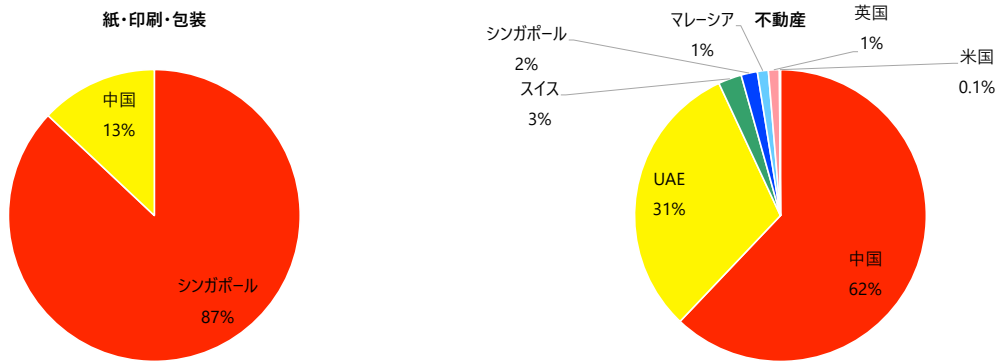 紙・印刷・包装
中国
13%
シンガポール
87%
不動産
シンガポール
2%
スイス
3%
マレーシア
1%
英国
1%
米国
0.1%
UAE
31%
中国
62%